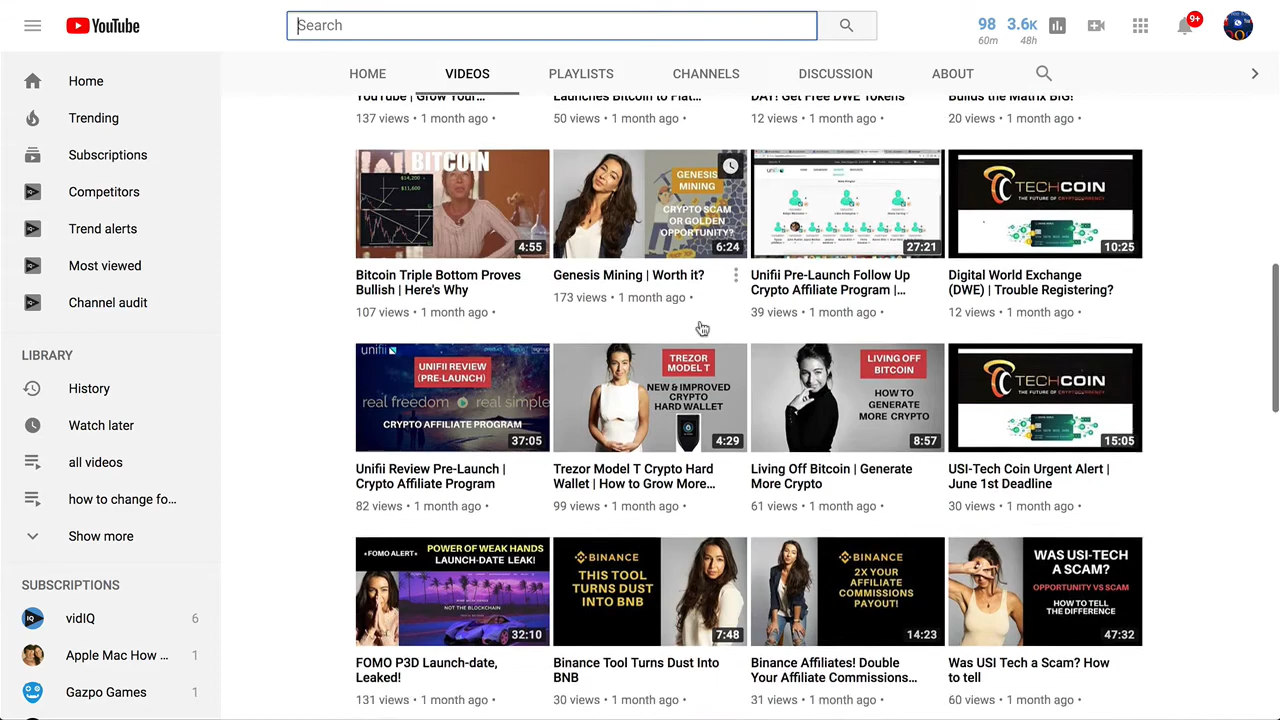 YouTube
Search
98
60m
3.6K
48h
9+
HOME
VIDEOS
PLAYLISTS
CHANNELS
DISCUSSION
ABOUT
Home
Trending
Subscriptions
Competitors
Trend alerts
Most viewed
Channel audit
LIBRARY
History
Watch later
all videos
how to change fo...
Show more
SUBSCRIPTIONS
vidIQ
6
Apple Mac How ...
1
Gazpo Games
1
YouTube | Grow Your...
137 views • 1 month ago •
Launches Bitcoin to Fiat...
50 views • 1 month ago •
DAY! Get Free DWE Tokens
12 views • 1 month ago •
Builds the Matrix BIG!
20 views • 1 month ago •
BITCOIN
$14,200
$11,600
4:55
Bitcoin Triple Bottom Proves
Bullish | Here's Why
107 views • 1 month ago •
GENESIS
MINING
CRYPTO SCAM
OR GOLDEN
OPPORTUNITY?
6:24
Genesis Mining | Worth it?
173 views • 1 month ago •
unifii
27:21
Unifii Pre-Launch Follow Up
Crypto Affiliate Program |...
39 views • 1 month ago •
TECHCOIN
THE FUTURE OF CRYPTOCURRENCY
10:25
Digital World Exchange
(DWE) | Trouble Registering?
12 views • 1 month ago •
unifii
UNIFII REVIEW
(PRE-LAUNCH)
real freedom
real simple
CRYPTO AFFILIATE PROGRAM
37:05
Unifii Review Pre-Launch |
Crypto Affiliate Program
82 views • 1 month ago •
TREZOR
MODEL T
NEW & IMPROVED
CRYPTO
HARD WALLET
4:29
Trezor Model T Crypto Hard
Wallet | How to Grow More...
99 views • 1 month ago •
LIVING OFF
BITCOIN
HOW TO
GENERATE
MORE CRYPTO
8:57
Living Off Bitcoin | Generate
More Crypto
61 views • 1 month ago •
TECHCOIN
THE FUTURE OF CRYPTOCURRENCY
15:05
USI-Tech Coin Urgent Alert |
June 1st Deadline
30 views • 1 month ago •
•FOMO ALERT•
POWER OF WEAK HANDS
LAUNCH-DATE LEAK!
NOT THE BLOCKCHAIN
32:10
FOMO P3D Launch-date,
Leaked!
131 views • 1 month ago •
BINANCE
THIS TOOL
TURNS DUST
INTO BNB
7:48
Binance Tool Turns Dust Into
BNB
30 views • 1 month ago •
BINANCE
2X YOUR
AFFILIATE
COMMISSIONS
PAYOUT!
14:23
Binance Affiliates! Double
Your Affiliate Commissions...
31 views • 1 month ago •
WAS USI-TECH
A SCAM?
OPPORTUNITY VS SCAM
HOW TO TELL
THE DIFFERENCE
47:32
Was USI Tech a Scam? How
to tell
60 views • 1 month ago •